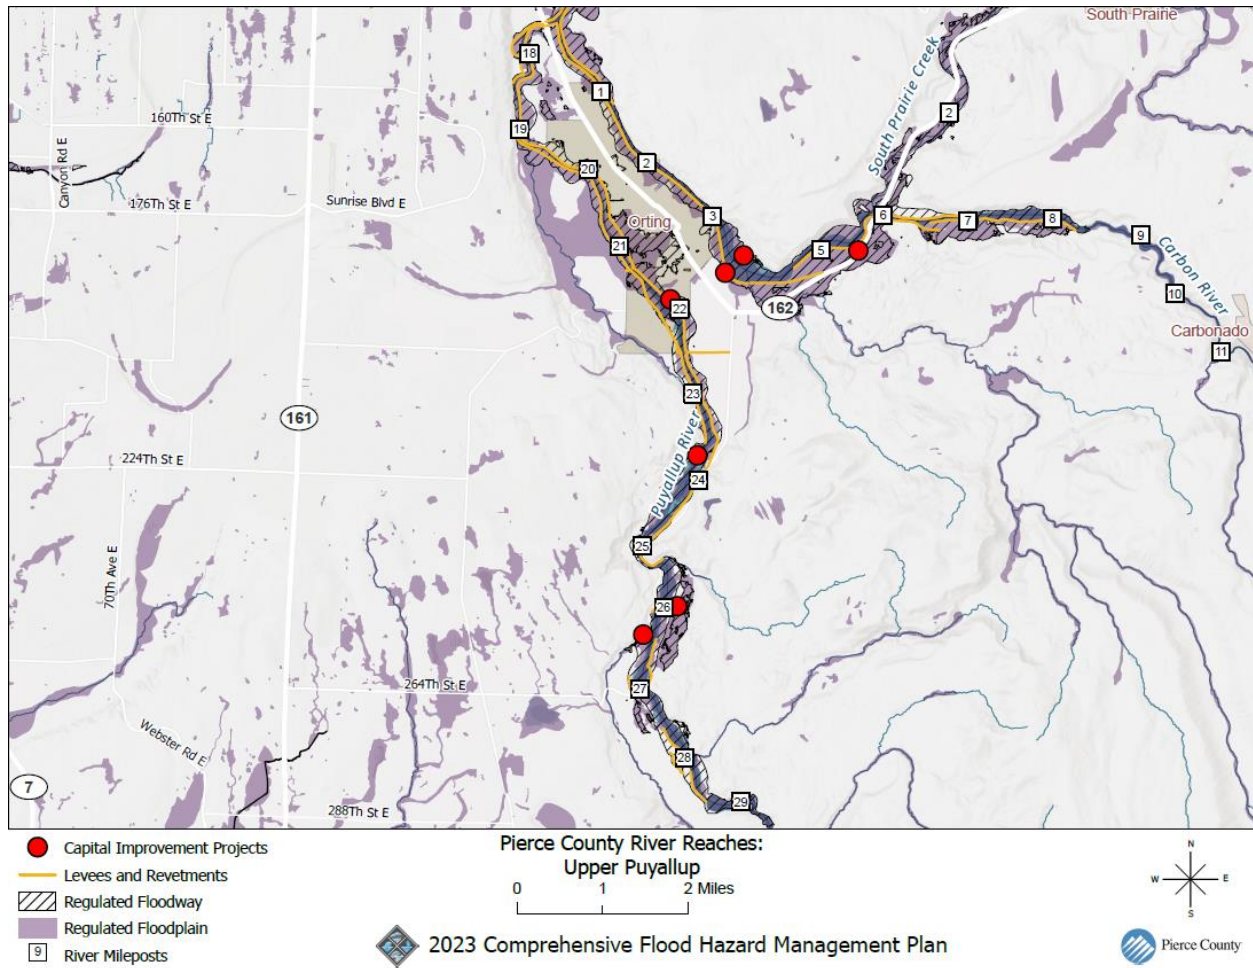 South Prairie
18
1
160Th St E
South Prairie Creek
2
19
Canyon Rd E
2
20
176Th St E
Sunrise Blvd E
3
6
7
8
Orting
9
21
5
Carbon River
10
22
162
Carbonado
11
23
161
224Th St E
Puyallup River
24
25
70Th Ave E
26
264Th St E
27
Webster Rd E
28
7
29
288Th St E
Capital Improvement Projects
Levees and Revetments
Regulated Floodway
Regulated Floodplain
9 River Mileposts
Pierce County River Reaches:
Upper Puyallup
0 1 2 Miles
2023 Comprehensive Flood Hazard Management Plan
N
W E
S
Pierce County